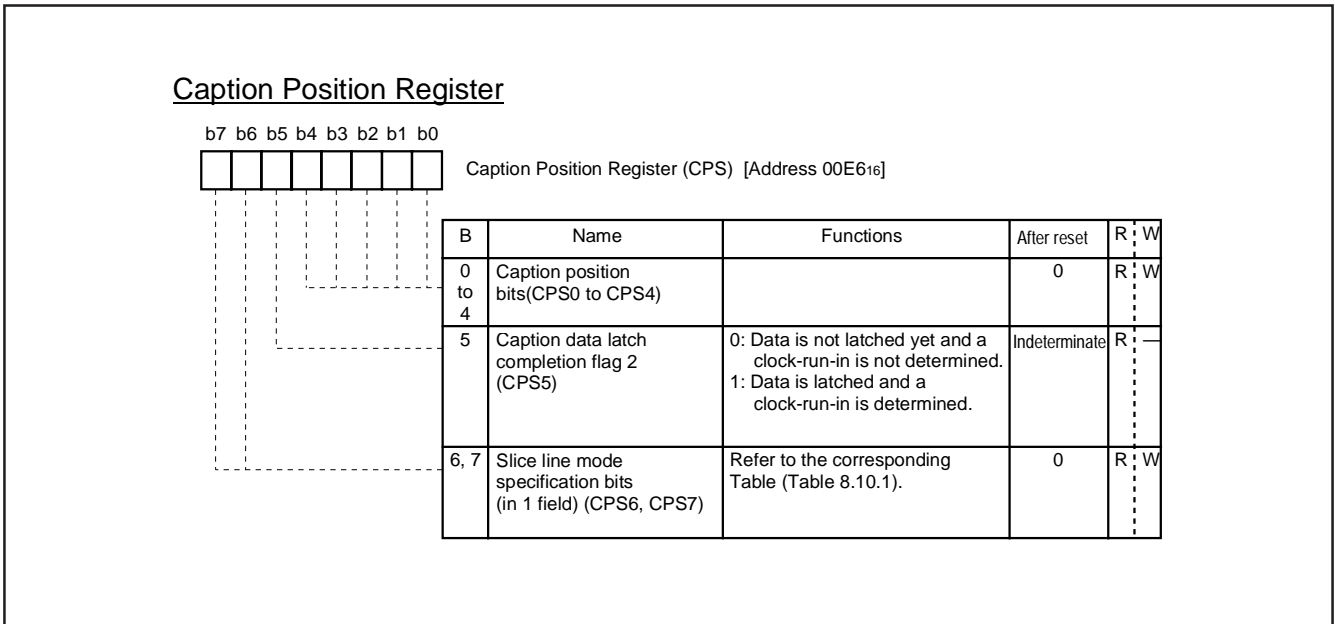 Caption Position Register
b7 b6 b5 b4 b3 b2 b1 b0
Caption Position Register (CPS) [Address 00E616]
B Name Functions After reset R W
0 Caption position 0 R W
to bits(CPS0 to CPS4)
4
5 Caption data latch 0: Data is not latched yet and a Indeterminate R —
completion flag 2 clock-run-in is not determined.
(CPS5) 1: Data is latched and a
clock-run-in is determined.
6, 7 Slice line mode Refer to the corresponding 0 R W
specification bits Table (Table 8.10.1).
(in 1 field) (CPS6, CPS7)